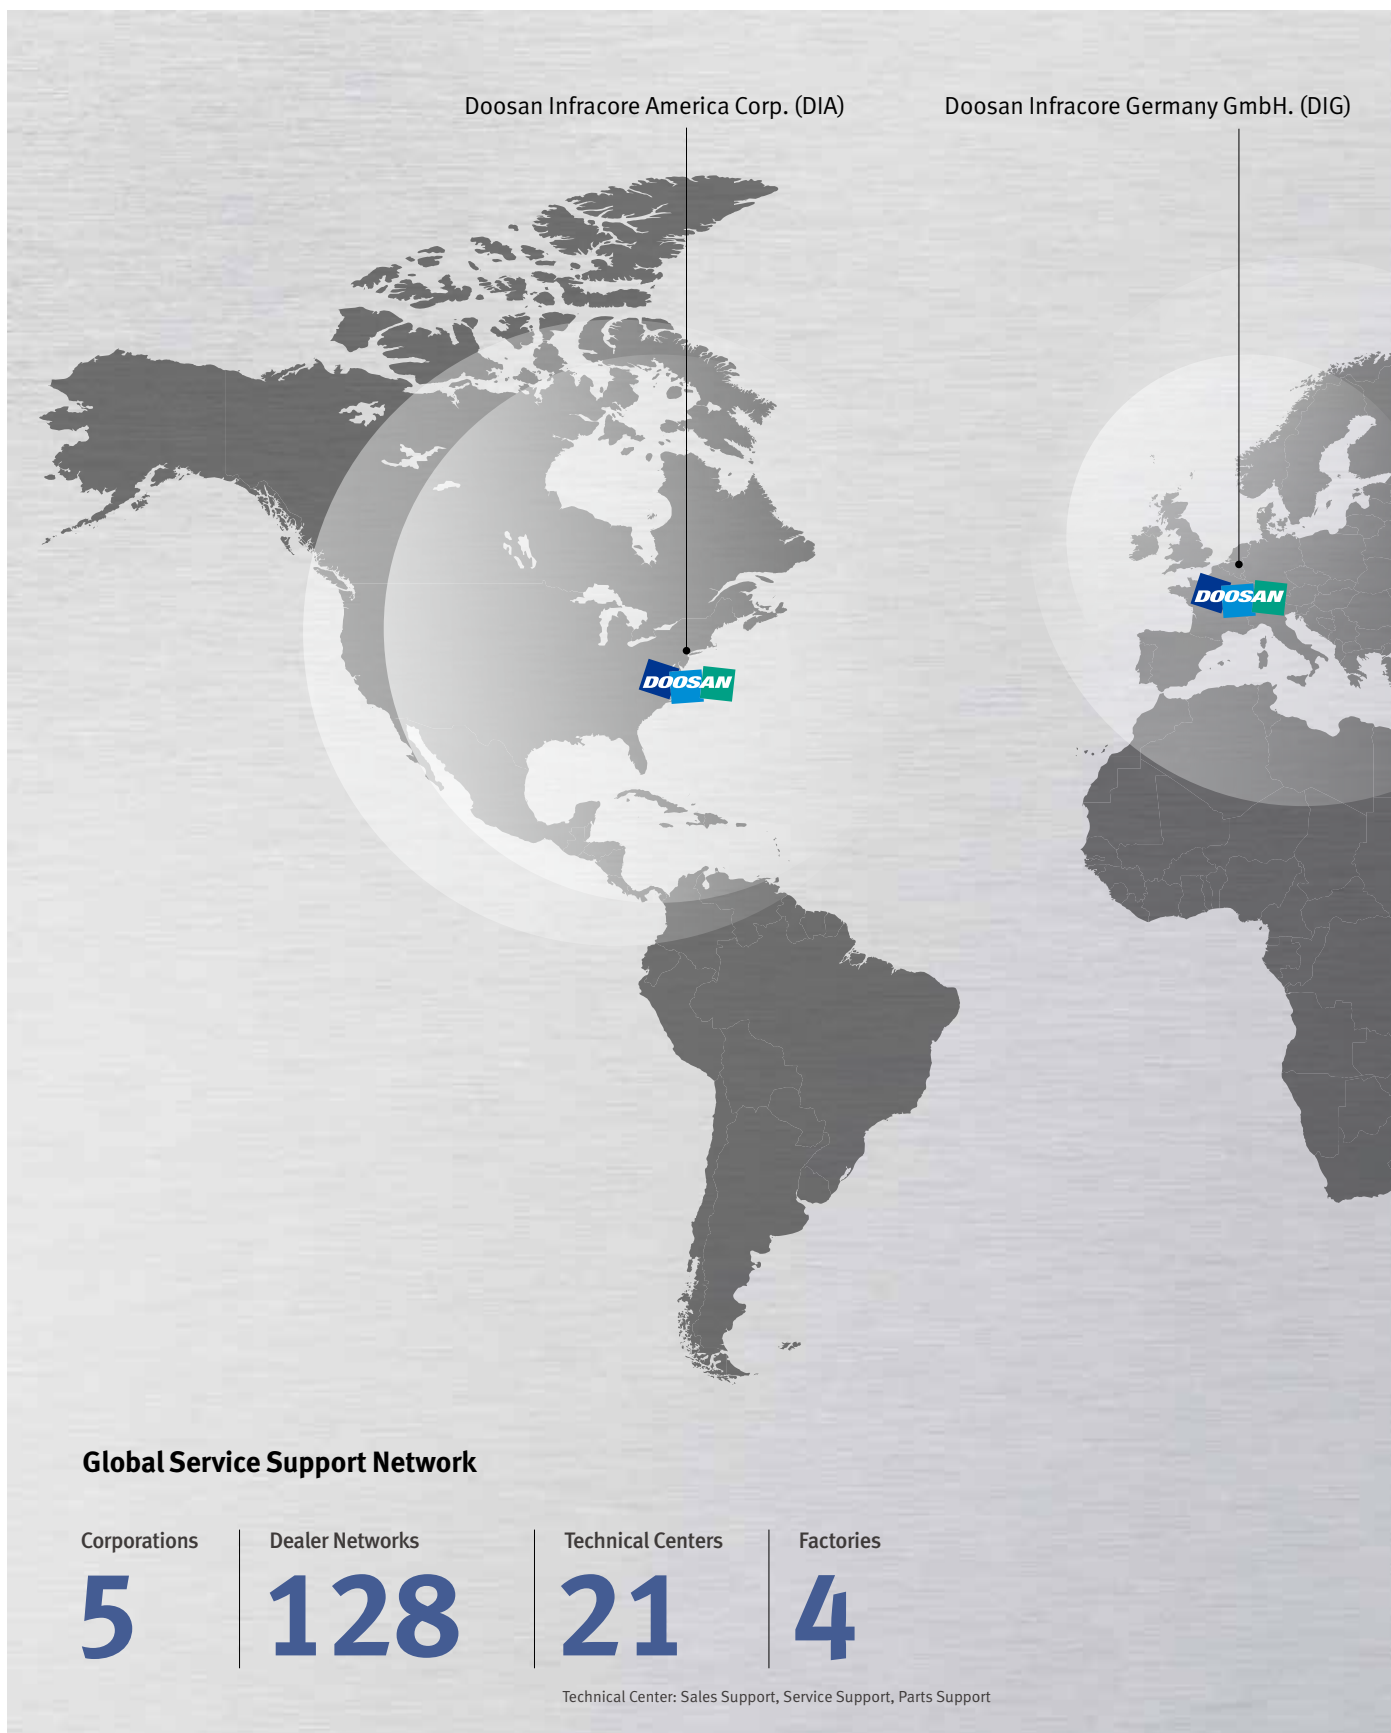 Doosan Infracore America Corp. (DIA)
Doosan Infracore Germany GmbH. (DIG)
DOOSAN
DOOSAN
Global Service Support Network
Corporations
5
Dealer Networks
128
Technical Centers
21
Factories
4
Technical Center: Sales Support, Service Support, Parts Support